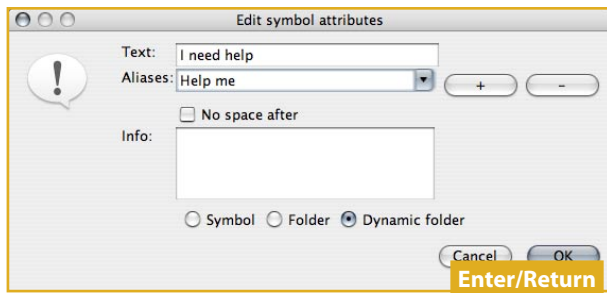 Edit symbol attributes
Text: I need help
Aliases: Help me
+ -
No space after
Info:
Symbol Folder Dynamic folder
Cancel OK
Enter/Return